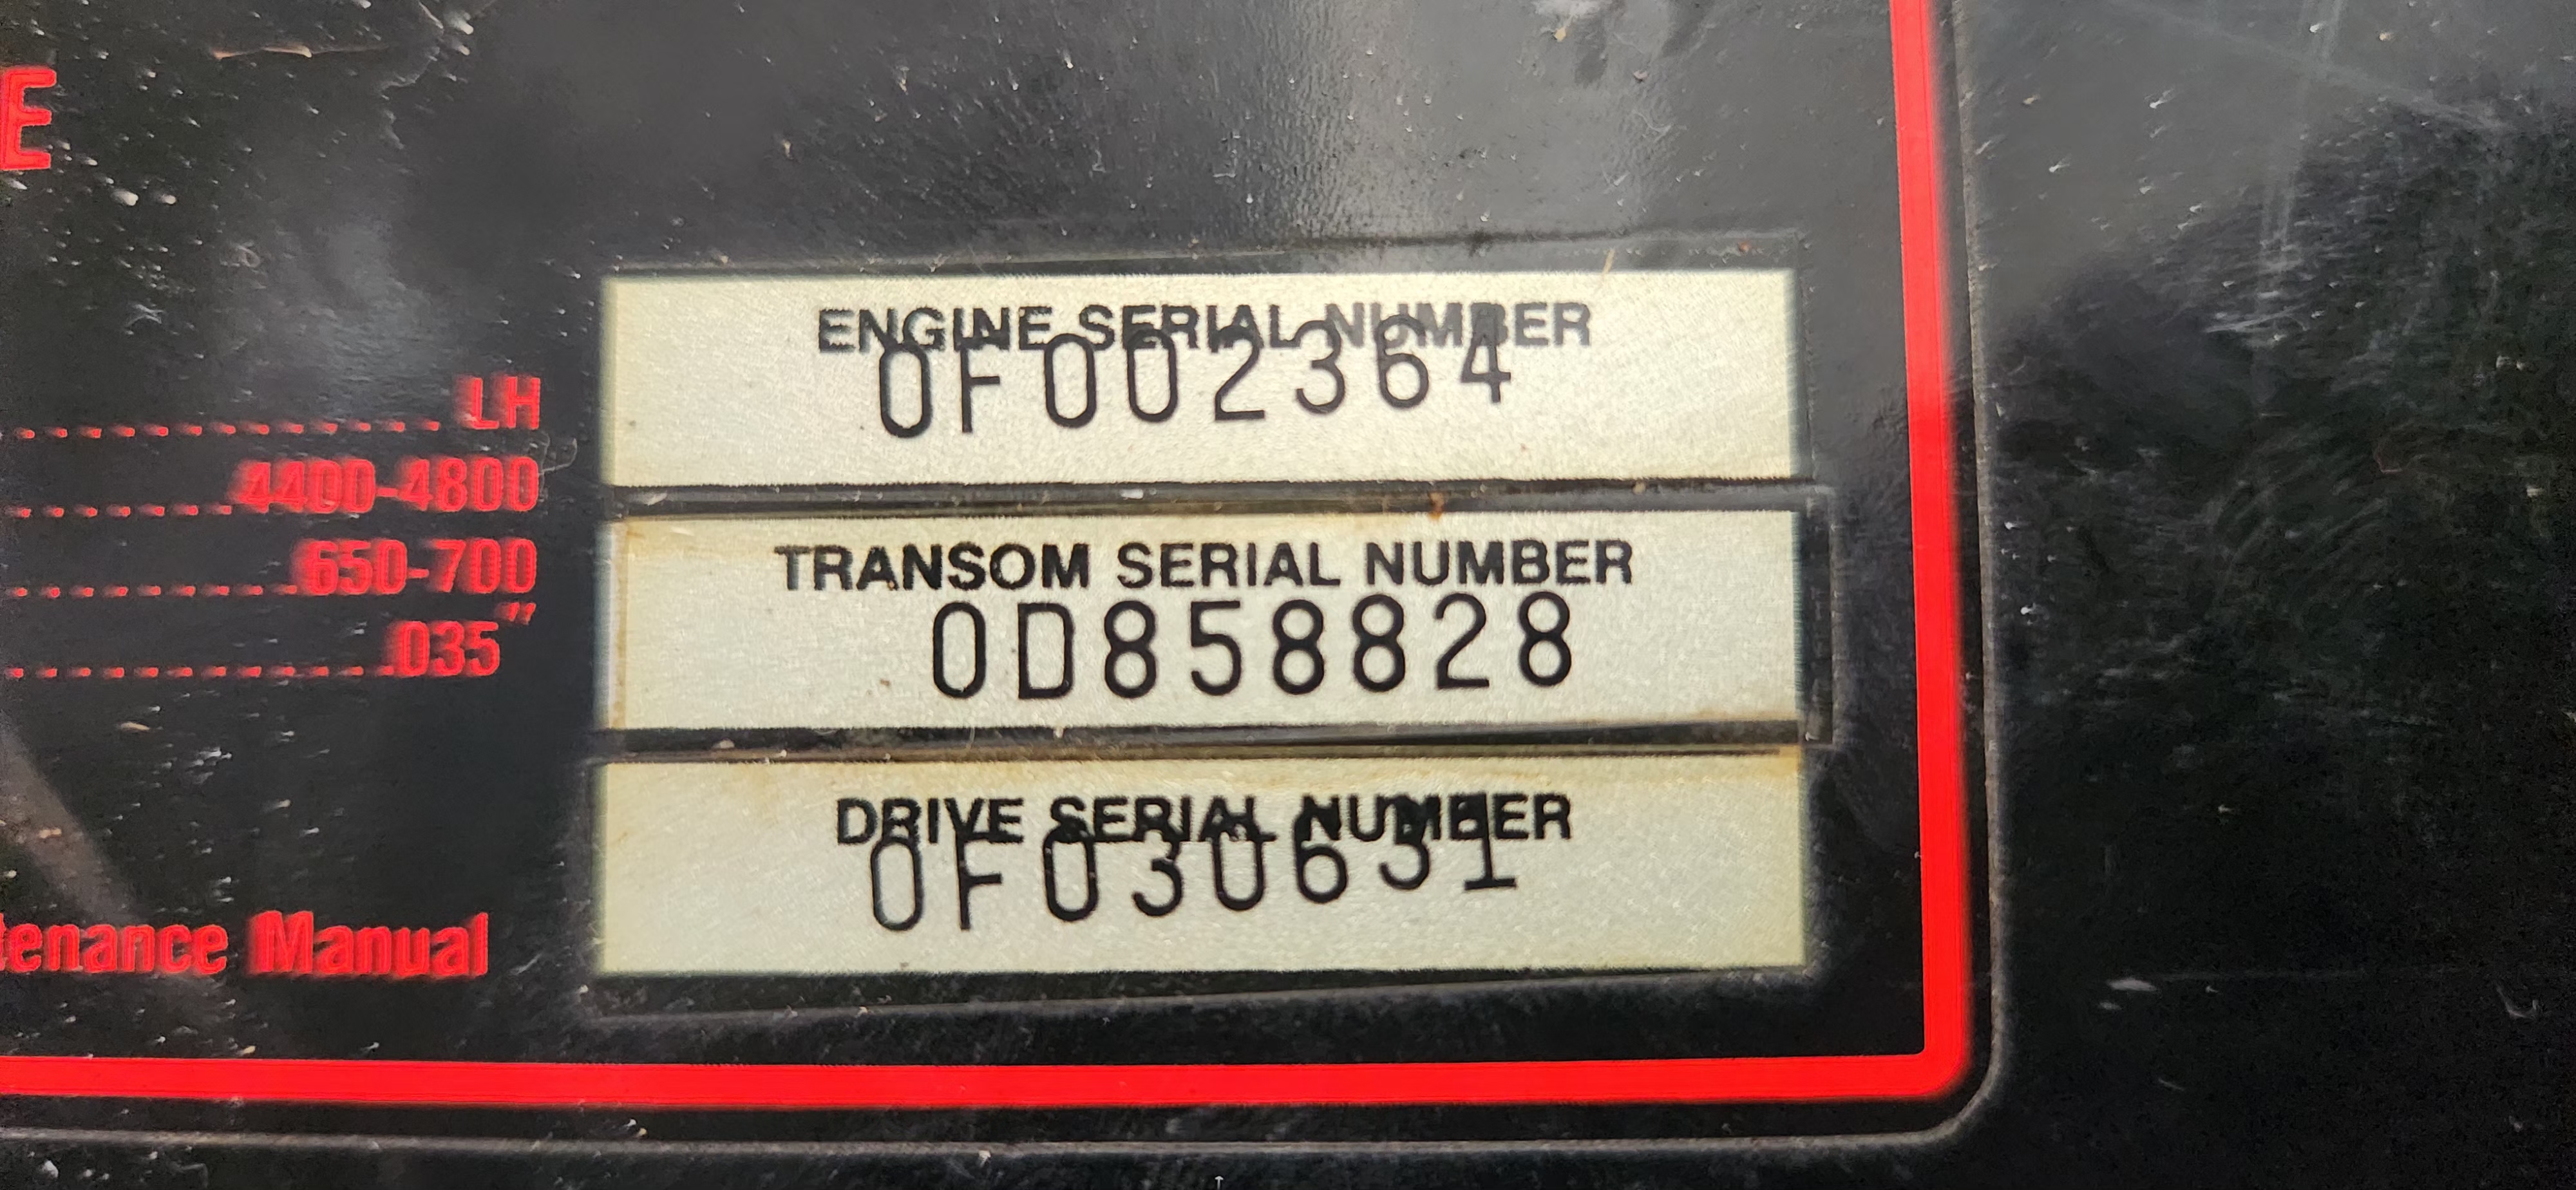 E
LH
4400-4800
650-700
.035"
tenance Manual
ENGINE SERIAL NUMBER
0F002364
TRANSOM SERIAL NUMBER
0D858828
DRIVE SERIAL NUMBER